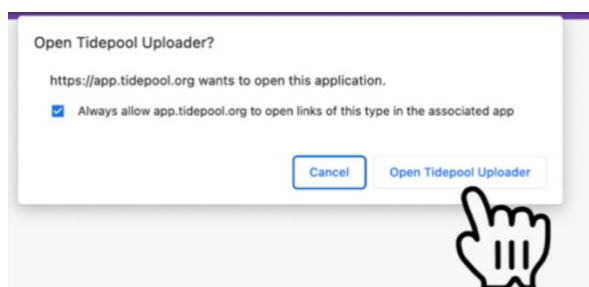 Open Tidepool Uploader?
https://app.tidepool.org wants to open this application.
Always allow app.tidepool.org to open links of this type in the associated app
Cancel
Open Tidepool Uploader